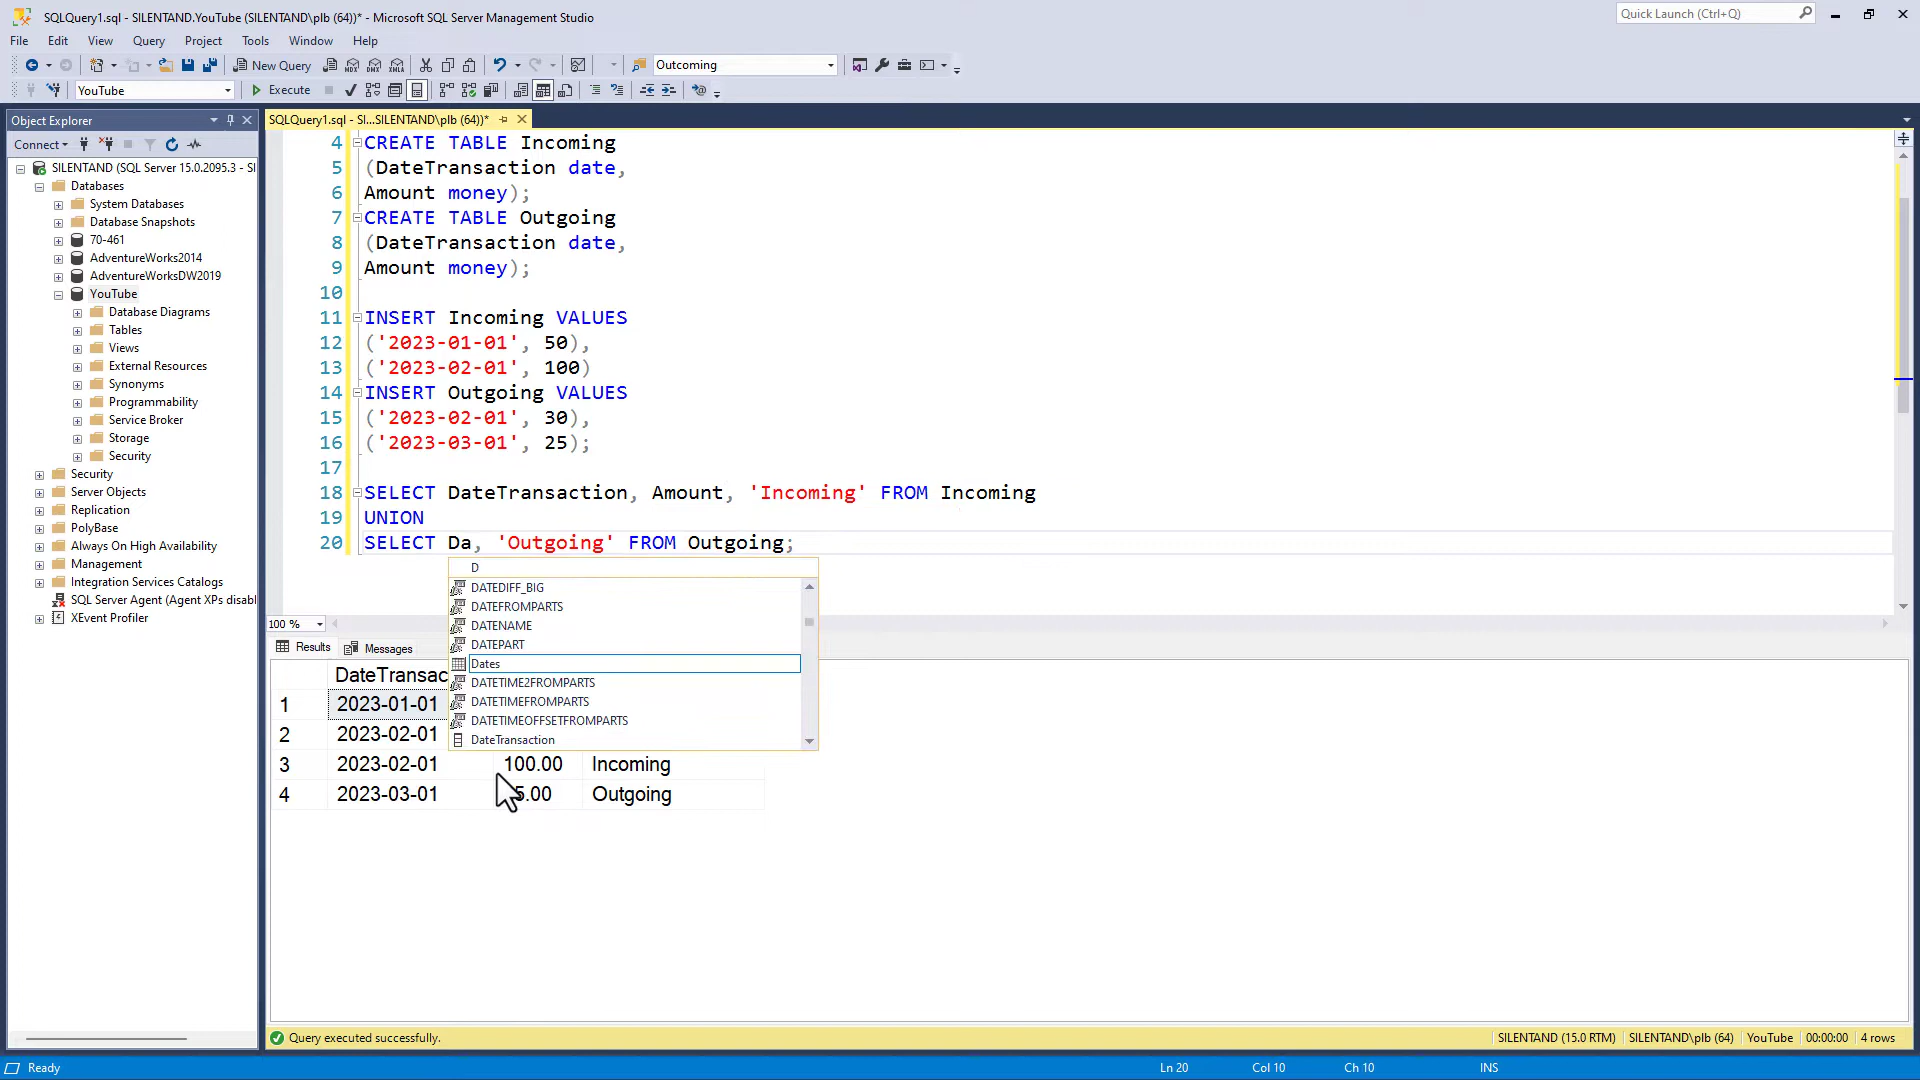 SQLQuery1.sql - SILENTAND.YouTube (SILENTAND\plb (64))* - Microsoft SQL Server Management Studio
Quick Launch (Ctrl+Q)
File Edit View Query Project Tools Window Help
New Query
Outcoming
YouTube
Execute
Object Explorer
SQLQuery1.sql - SI...SILENTAND\plb (64))*
Connect
SILENTAND (SQL Server 15.0.2095.3 - SI
Databases
System Databases
Database Snapshots
70-461
AdventureWorks2014
AdventureWorksDW2019
YouTube
Database Diagrams
Tables
Views
External Resources
Synonyms
Programmability
Service Broker
Storage
Security
Security
Server Objects
Replication
PolyBase
Always On High Availability
Management
Integration Services Catalogs
SQL Server Agent (Agent XPs disabl
XEvent Profiler
4 CREATE TABLE Incoming
5 (DateTransaction date,
6 Amount money);
7 CREATE TABLE Outgoing
8 (DateTransaction date,
9 Amount money);
10
11 INSERT Incoming VALUES
12 ('2023-01-01', 50),
13 ('2023-02-01', 100)
14 INSERT Outgoing VALUES
15 ('2023-02-01', 30),
16 ('2023-03-01', 25);
17
18 SELECT DateTransaction, Amount, 'Incoming' FROM Incoming
19 UNION
20 SELECT Da, 'Outgoing' FROM Outgoing;
D
DATEDIFF_BIG
DATEFROMPARTS
DATENAME
DATEPART
Dates
DATETIME2FROMPARTS
DATETIMEFROMPARTS
DATETIMEOFFSETFROMPARTS
DateTransaction
100 %
Results Messages
DateTransac
1 2023-01-01
2 2023-02-01
3 2023-02-01 100.00 Incoming
4 2023-03-01 5.00 Outgoing
Query executed successfully.
SILENTAND (15.0 RTM) SILENTAND\plb (64) YouTube 00:00:00 4 rows
Ready
Ln 20 Col 10 Ch 10 INS